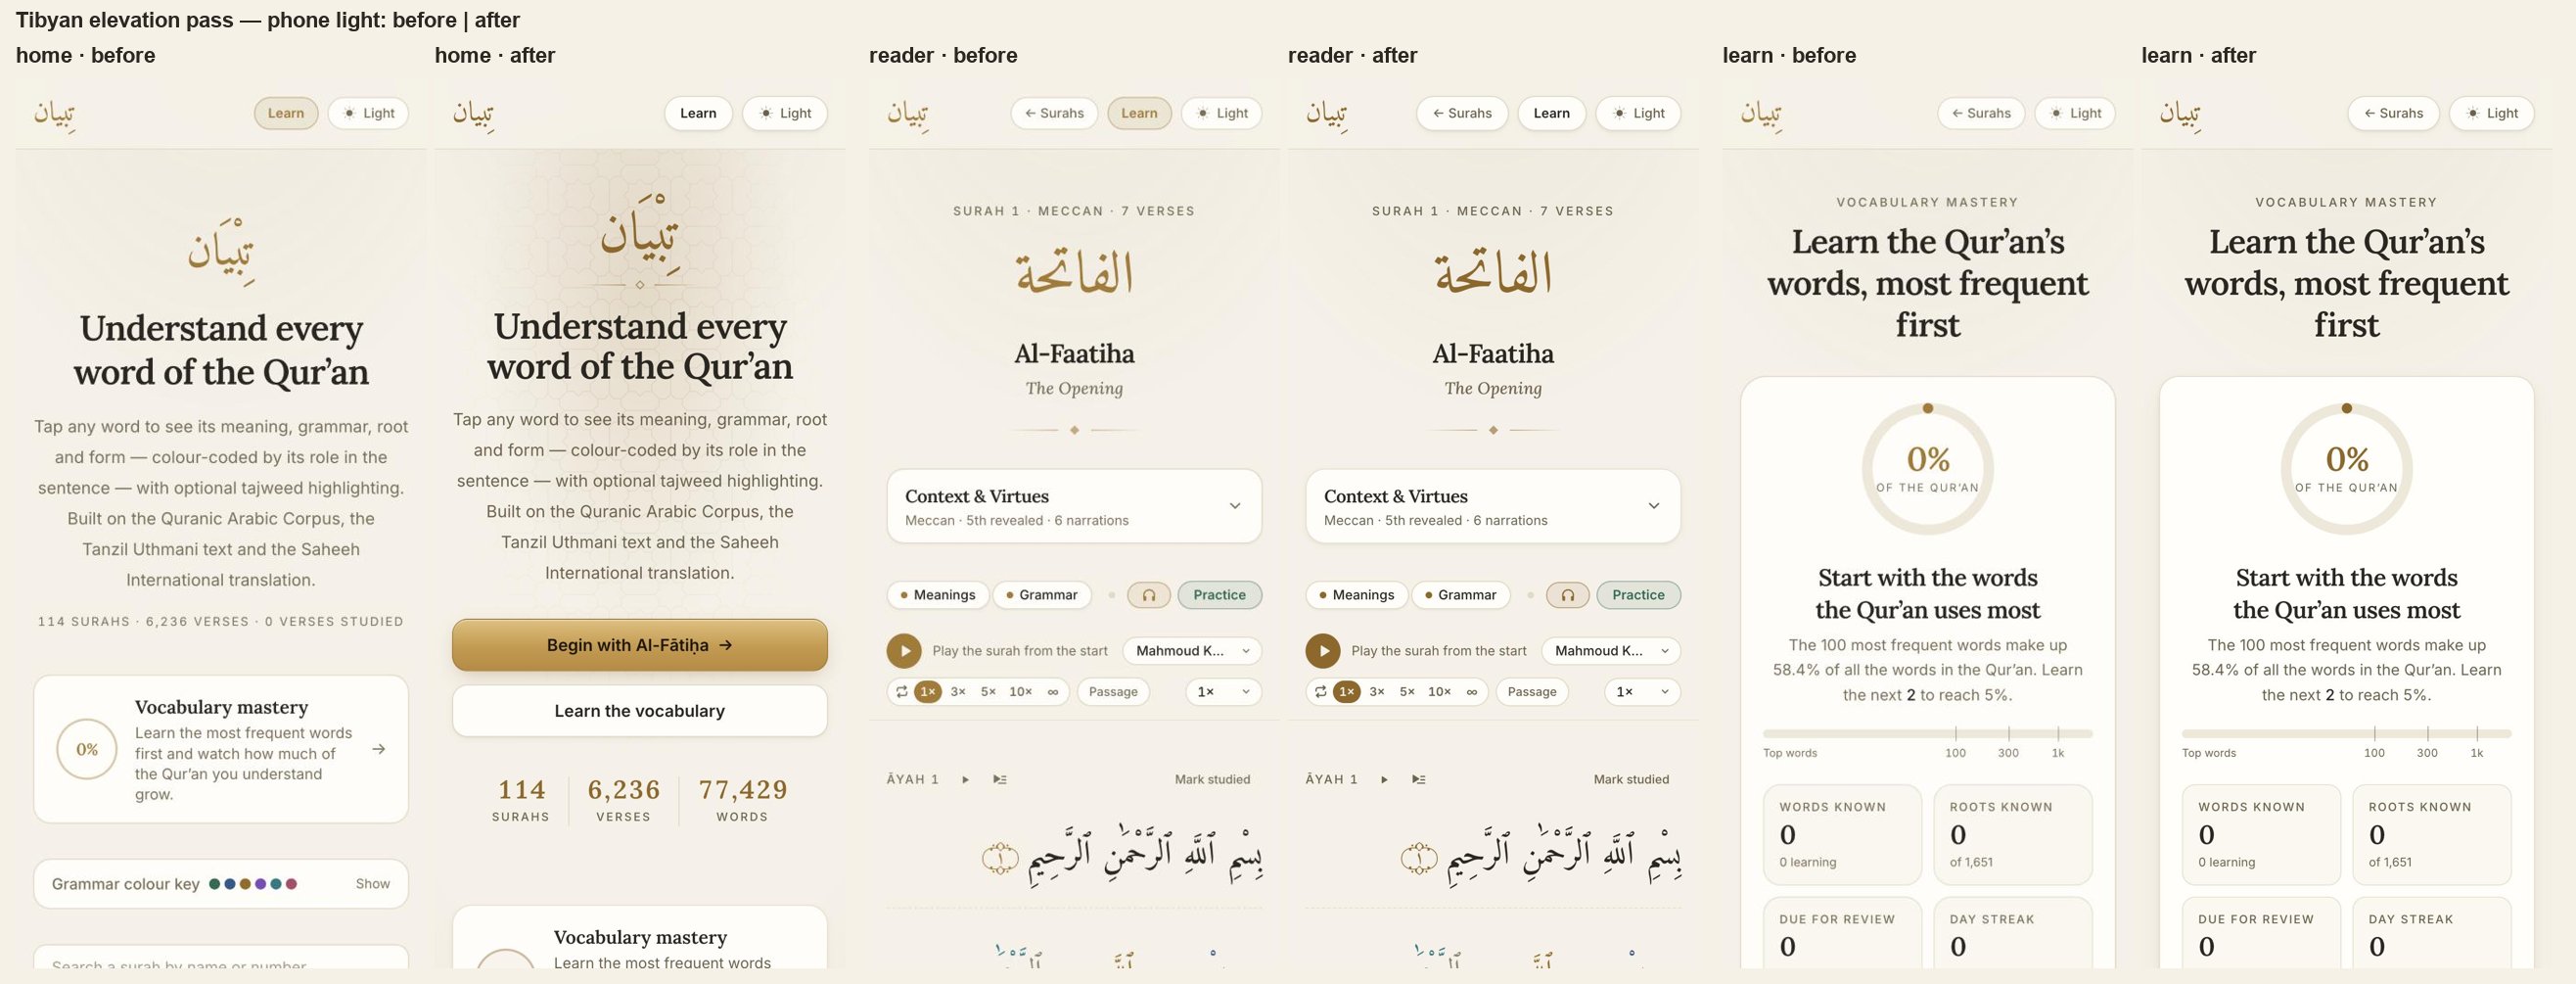 Tibyan elevation pass — phone light: before | after
home · before
تِبيان
Learn
Light
تِبْيَان
Understand every
word of the Qur’an
Tap any word to see its meaning, grammar, root
and form — colour-coded by its role in the
sentence — with optional tajweed highlighting.
Built on the Quranic Arabic Corpus, the
Tanzil Uthmani text and the Saheeh
International translation.
114 SURAHS · 6,236 VERSES · 0 VERSES STUDIED
0%
Vocabulary mastery
Learn the most frequent words
first and watch how much of
the Qur’an you understand
grow.
→
Grammar colour key
Show
Search a surah by name or number
home · after
تِبيان
Learn
Light
تِبْيَان
Understand every
word of the Qur’an
Tap any word to see its meaning, grammar, root
and form — colour-coded by its role in the
sentence — with optional tajweed highlighting.
Built on the Quranic Arabic Corpus, the
Tanzil Uthmani text and the Saheeh
International translation.
Begin with Al-Fātiḥa →
Learn the vocabulary
114 6,236 77,429
SURAHS VERSES WORDS
Vocabulary mastery
Learn the most frequent words
reader · before
تِبيان
← Surahs
Learn
Light
SURAH 1 · MECCAN · 7 VERSES
الفاتحة
Al-Faatiha
The Opening
Context & Virtues
Meccan · 5th revealed · 6 narrations
Meanings Grammar Practice
Play the surah from the start Mahmoud K...
1× 3× 5× 10× ∞ Passage 1×
ĀYAH 1 Mark studied
بِسْمِ ٱللَّهِ ٱلرَّحْمَٰنِ ٱلرَّحِيمِ ١
reader · after
تِبيان
← Surahs
Learn
Light
SURAH 1 · MECCAN · 7 VERSES
الفاتحة
Al-Faatiha
The Opening
Context & Virtues
Meccan · 5th revealed · 6 narrations
Meanings Grammar Practice
Play the surah from the start Mahmoud K...
1× 3× 5× 10× ∞ Passage 1×
ĀYAH 1 Mark studied
بِسْمِ ٱللَّهِ ٱلرَّحْمَٰنِ ٱلرَّحِيمِ ١
learn · before
تِبيان
← Surahs
Light
VOCABULARY MASTERY
Learn the Qur’an’s
words, most frequent
first
0%
OF THE QUR’AN
Start with the words
the Qur’an uses most
The 100 most frequent words make up
58.4% of all the words in the Qur’an. Learn
the next 2 to reach 5%.
Top words 100 300 1k
WORDS KNOWN ROOTS KNOWN
0 0
0 learning of 1,651
DUE FOR REVIEW DAY STREAK
0 0
learn · after
تِبيان
← Surahs
Light
VOCABULARY MASTERY
Learn the Qur’an’s
words, most frequent
first
0%
OF THE QUR’AN
Start with the words
the Qur’an uses most
The 100 most frequent words make up
58.4% of all the words in the Qur’an. Learn
the next 2 to reach 5%.
Top words 100 300 1k
WORDS KNOWN ROOTS KNOWN
0 0
0 learning of 1,651
DUE FOR REVIEW DAY STREAK
0 0